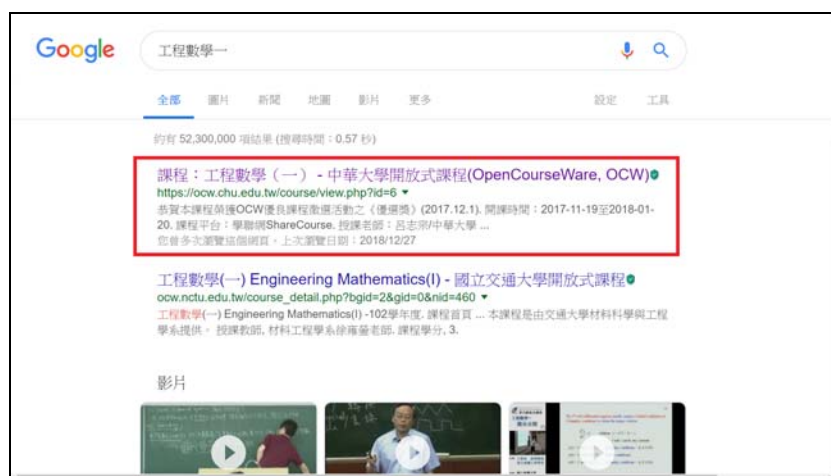 Google
工程數學一
全部 圖片 新聞 地圖 影片 更多 設定 工具
約有 52,300,000 項結果 (搜尋時間：0.57 秒)
課程：工程數學（一） - 中華大學開放式課程(OpenCourseWare, OCW)
https://ocw.chu.edu.tw/course/view.php?id=6
恭賀本課程榮獲OCW優良課程徵選活動之《優選獎》(2017.12.1). 開課時間：2017-11-19至2018-01-
20. 課程平台：學聯網ShareCourse. 授課老師：呂志宗/中華大學 ...
您曾多次瀏覽這個網頁。上次瀏覽日期：2018/12/27
工程數學(一) Engineering Mathematics(I) - 國立交通大學開放式課程
ocw.nctu.edu.tw/course_detail.php?bgid=2&gid=0&nid=460
工程數學(一) Engineering Mathematics(I) -102學年度. 課程首頁 ... 本課程是由交通大學材料科學與工程
學系提供。 授課教師, 材料工程學系徐雍鎣老師. 課程學分, 3.
影片